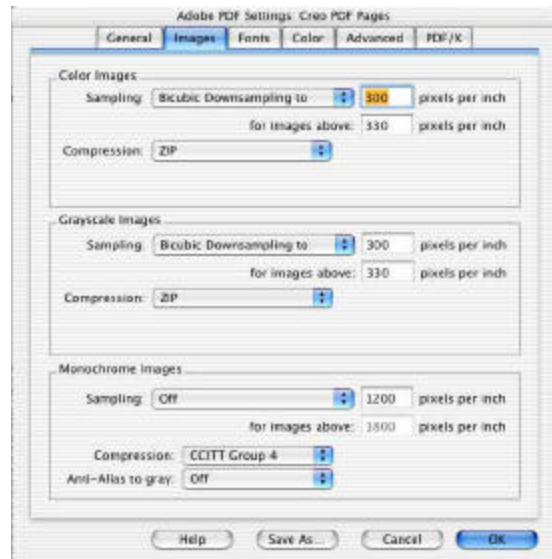 Adobe PDF Settings: Creo PDF Pages
General Images Fonts Color Advanced PDF/X
Color Images
Sampling: Bicubic Downsampling to 300 pixels per inch
for images above: 330 pixels per inch
Compression: ZIP
Grayscale Images
Sampling: Bicubic Downsampling to 300 pixels per inch
for images above: 330 pixels per inch
Compression: ZIP
Monochrome Images
Sampling: Off 1200 pixels per inch
for images above: 1800 pixels per inch
Compression: CCITT Group 4
Anti-Alias to gray: Off
Help Save As... Cancel OK